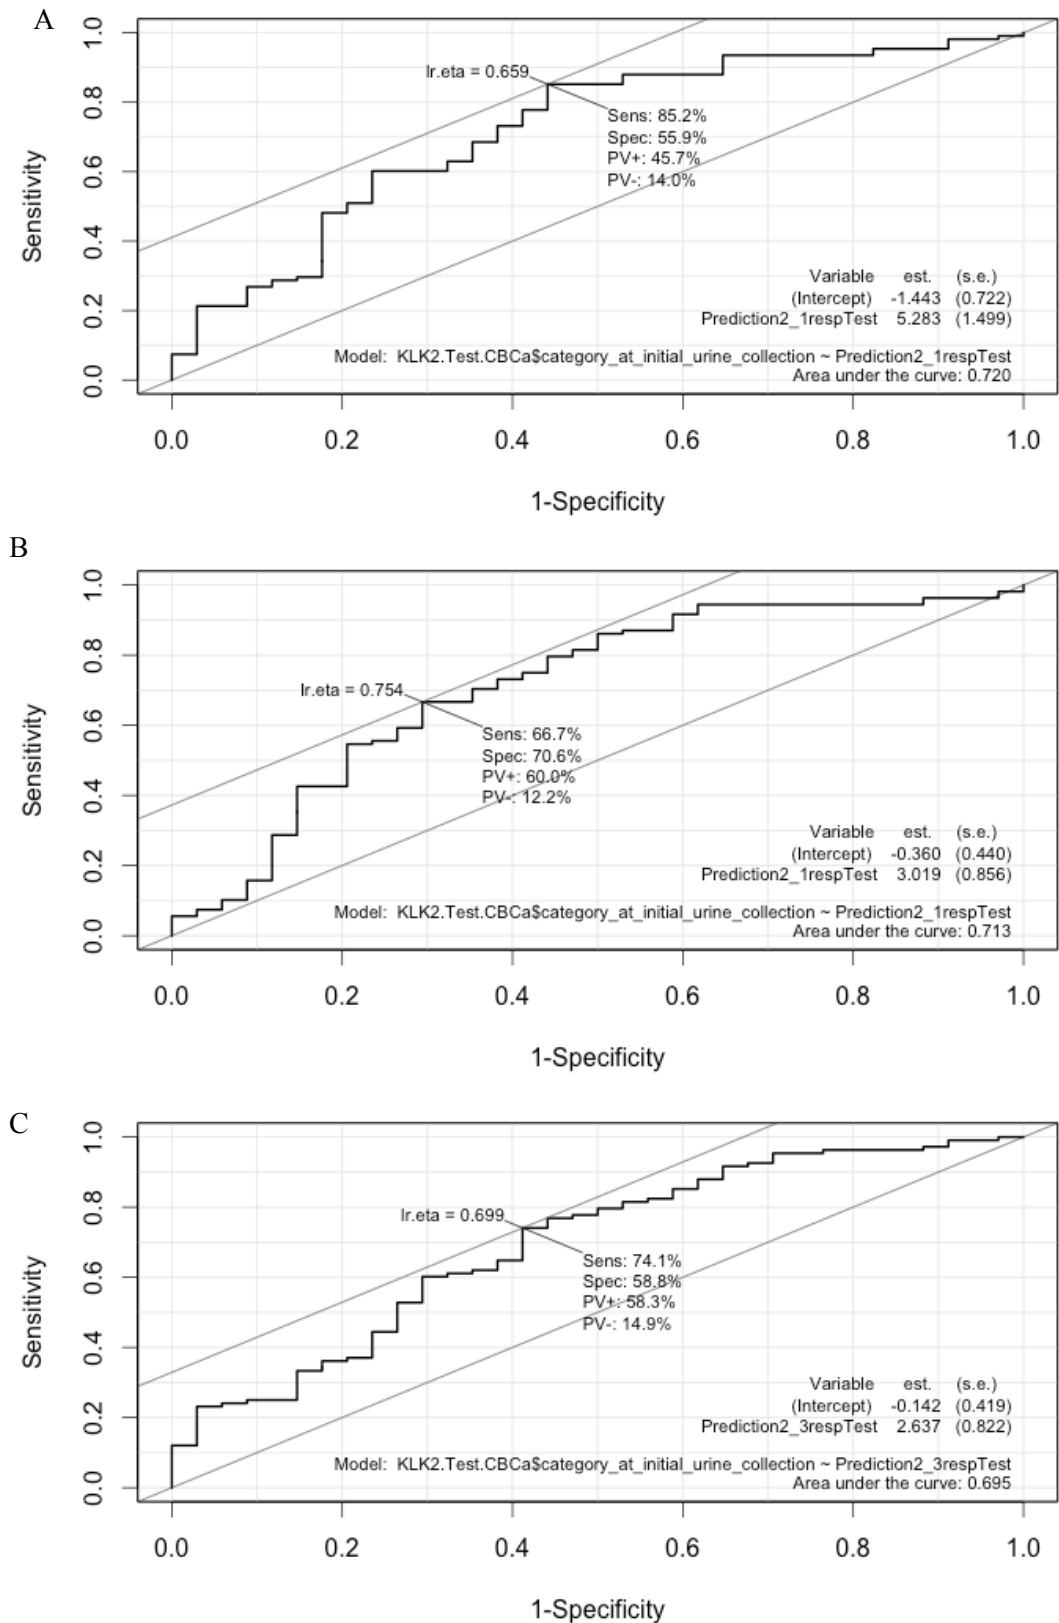 A
Sensitivity
0.0 0.2 0.4 0.6 0.8 1.0
lr.eta = 0.659
Sens: 85.2%
Spec: 55.9%
PV+: 45.7%
PV-: 14.0%
Variable est. (s.e.)
(Intercept) -1.443 (0.722)
Prediction2_1respTest 5.283 (1.499)
Model: KLK2.Test.CBCa$category_at_initial_urine_collection ~ Prediction2_1respTest
Area under the curve: 0.720
0.0 0.2 0.4 0.6 0.8 1.0
1-Specificity
B
Sensitivity
0.0 0.2 0.4 0.6 0.8 1.0
lr.eta = 0.754
Sens: 66.7%
Spec: 70.6%
PV+: 60.0%
PV-: 12.2%
Variable est. (s.e.)
(Intercept) -0.360 (0.440)
Prediction2_1respTest 3.019 (0.856)
Model: KLK2.Test.CBCa$category_at_initial_urine_collection ~ Prediction2_1respTest
Area under the curve: 0.713
0.0 0.2 0.4 0.6 0.8 1.0
1-Specificity
C
Sensitivity
0.0 0.2 0.4 0.6 0.8 1.0
lr.eta = 0.699
Sens: 74.1%
Spec: 58.8%
PV+: 58.3%
PV-: 14.9%
Variable est. (s.e.)
(Intercept) -0.142 (0.419)
Prediction2_3respTest 2.637 (0.822)
Model: KLK2.Test.CBCa$category_at_initial_urine_collection ~ Prediction2_3respTest
Area under the curve: 0.695
0.0 0.2 0.4 0.6 0.8 1.0
1-Specificity